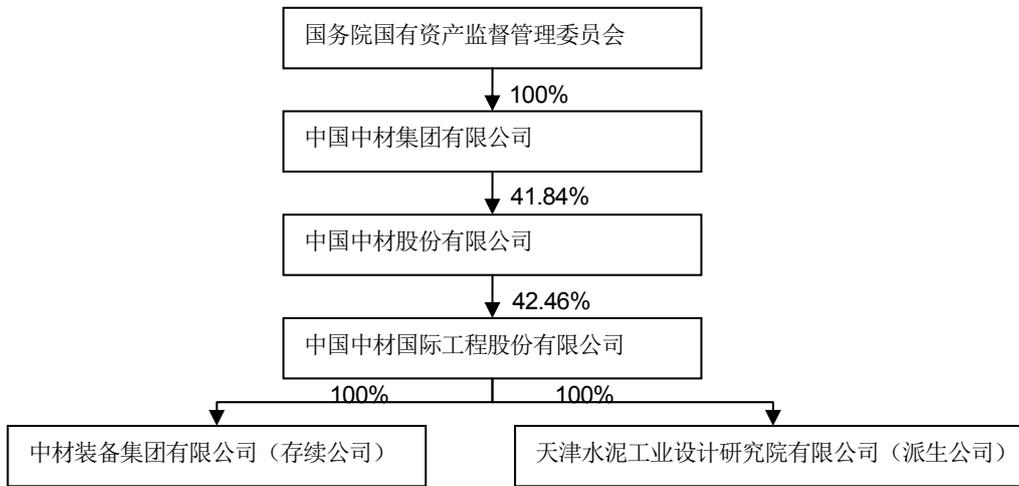 国务院国有资产监督管理委员会
100%
中国中材集团有限公司
41.84%
中国中材股份有限公司
42.46%
中国中材国际工程股份有限公司
100%
100%
中材装备集团有限公司（存续公司）
天津水泥工业设计研究院有限公司（派生公司）